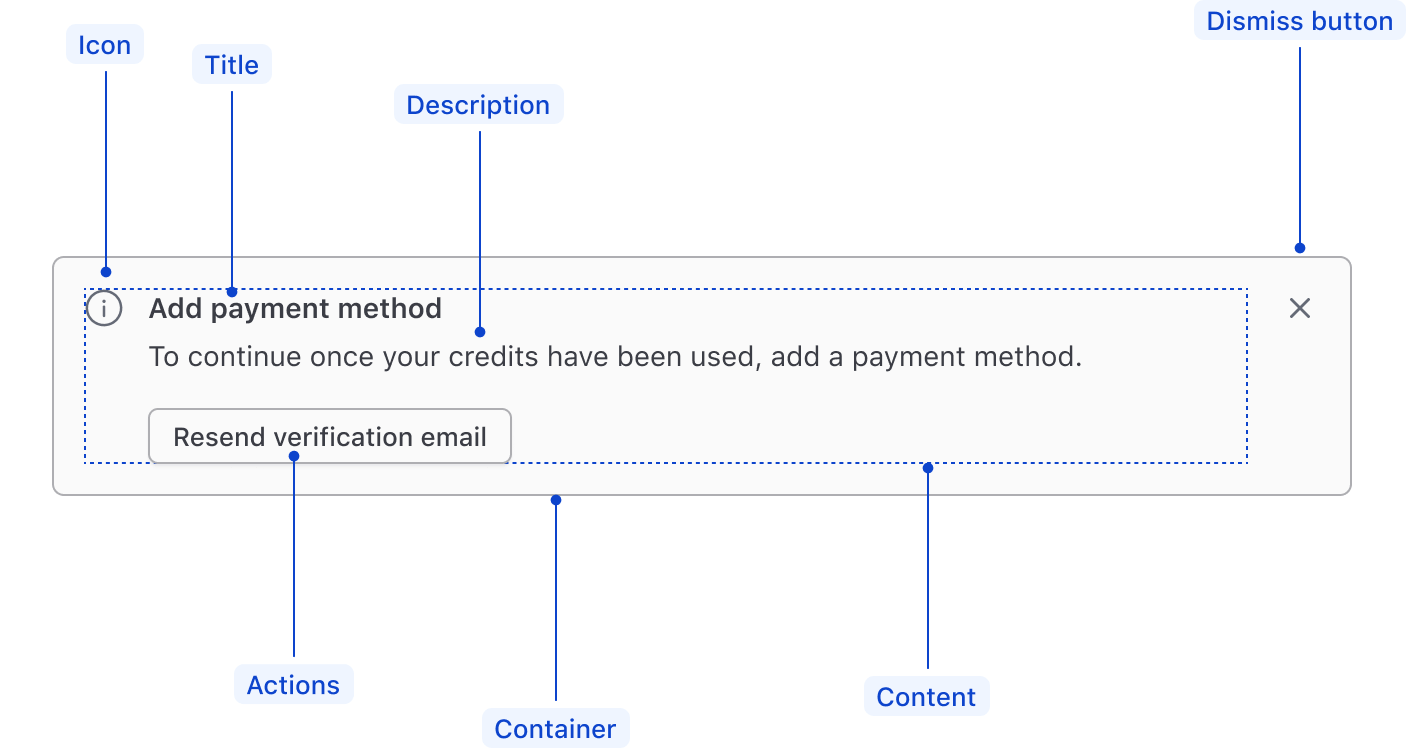 Dismiss button
Icon
Title
Description
Add payment method
To continue once your credits have been used, add a payment method.
Resend verification email
Actions
Content
Container